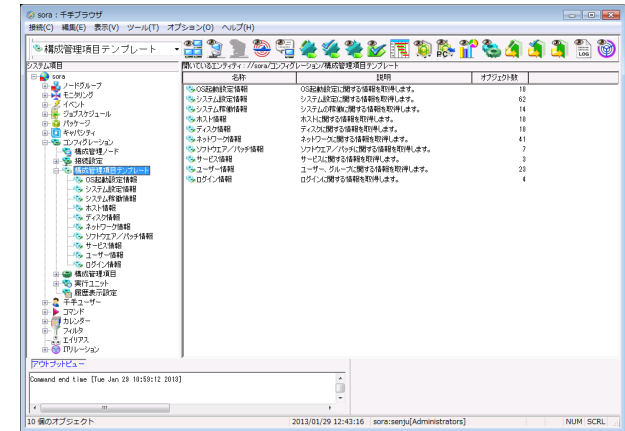 sora : 千手ブラウザ
接続(C) 編集(E) 表示(V) ツール(T) オプション(O) ヘルプ(H)
構成管理項目テンプレート
システム項目
開いているエンティティ : //sora/コンフィグレーション/構成管理項目テンプレート
sora
ノードグループ
モニタリング
イベント
ジョブスケジュール
パッケージ
キャパシティ
コンフィグレーション
構成管理ノード
接続設定
構成管理項目テンプレート
OS起動設定情報
システム設定情報
システム稼働情報
ホスト情報
ディスク情報
ネットワーク情報
ソフトウエア/パッチ情報
サービス情報
ユーザー情報
ログイン情報
構成管理項目
実行ユニット
履歴表示設定
千手ユーザー
コマンド
カレンダー
フィルタ
エイリアス
ITリレーション
名称 説明 オブジェクト数
OS起動設定情報 OS起動設定に関する情報を取得します。 18
システム設定情報 システム設定に関する情報を取得します。 62
システム稼働情報 システムの稼働に関する情報を取得します。 14
ホスト情報 ホストに関する情報を取得します。 18
ディスク情報 ディスクに関する情報を取得します。 18
ネットワーク情報 ネットワークに関する情報を取得します。 41
ソフトウエア/パッチ情報 ソフトウエア/パッチに関する情報を取得します。 7
サービス情報 サービスに関する情報を取得します。 3
ユーザー情報 ユーザー、グループに関する情報を取得します。 23
ログイン情報 ログインに関する情報を取得します。 4
アウトプットビュー
Command end time [Tue Jan 29 10:59:12 2013]
10 個のオブジェクト 2013/01/29 12:43:16 sora:senju[Administrators] NUM SCRL